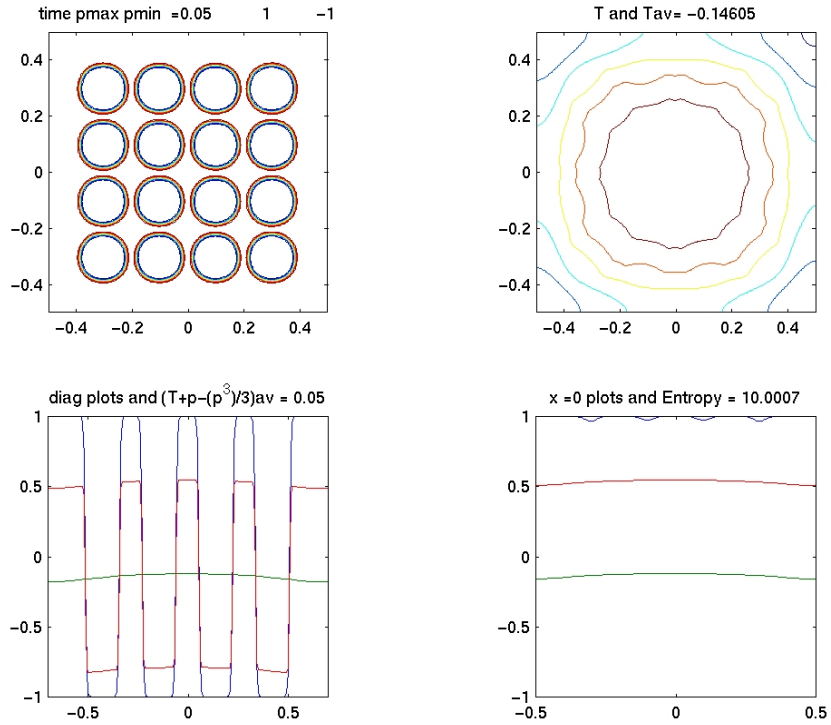 time pmax pmin =0.05 1 −1
0.4
0.2
0
−0.2
−0.4
−0.4 −0.2 0 0.2 0.4
T and Tav= −0.14605
0.4
0.2
0
−0.2
−0.4
−0.4 −0.2 0 0.2 0.4
diag plots and (T+p−(p^3)/3)av = 0.05
1
0.5
0
−0.5
−1
−0.5 0 0.5
x =0 plots and Entropy = 10.0007
1
0.5
0
−0.5
−1
−0.5 0 0.5